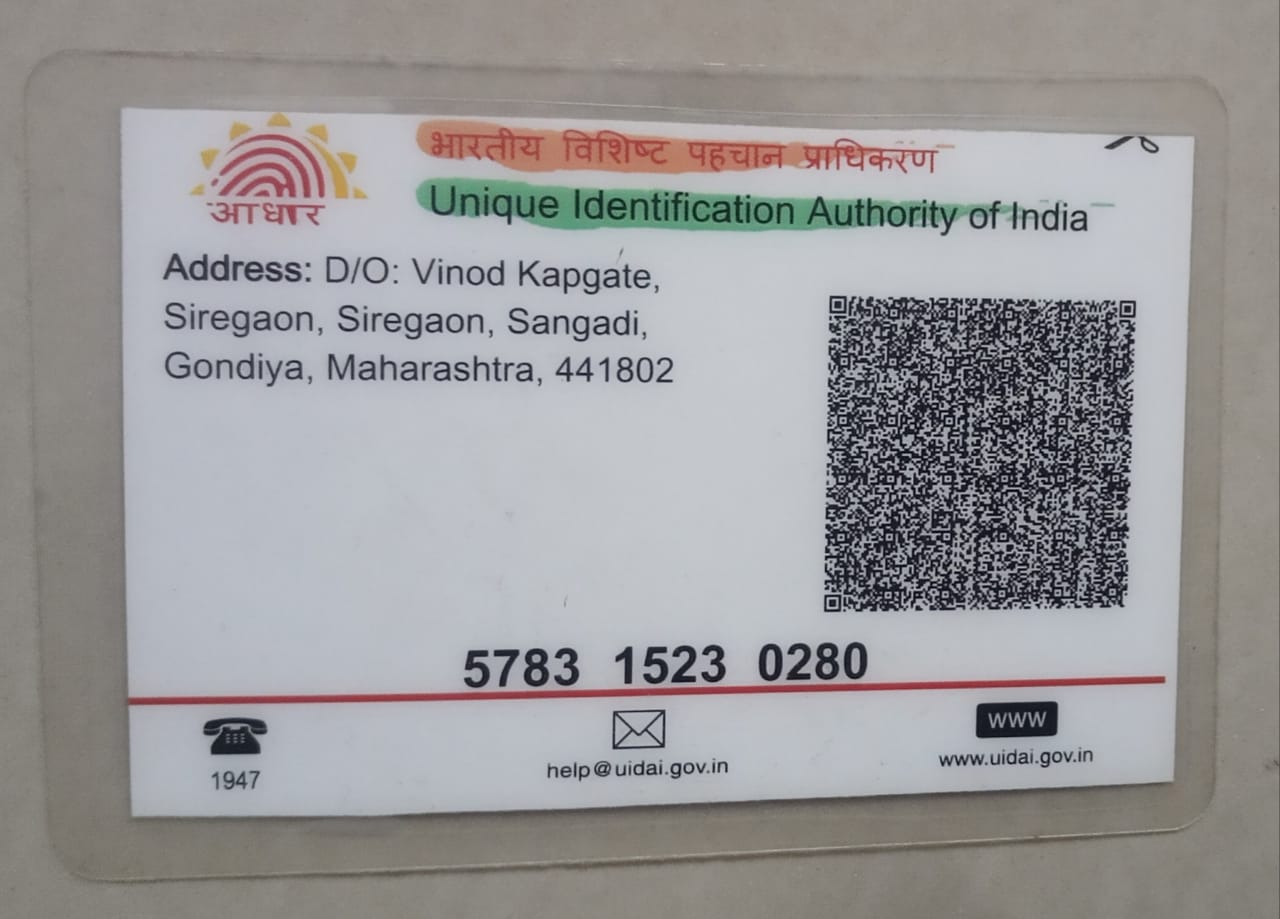 आधार
भारतीय विशिष्ट पहचान प्राधिकरण
Unique Identification Authority of India
Address: D/O: Vinod Kapgate,
Siregaon, Siregaon, Sangadi,
Gondiya, Maharashtra, 441802
5783 1523 0280
1947
help@uidai.gov.in
www
www.uidai.gov.in